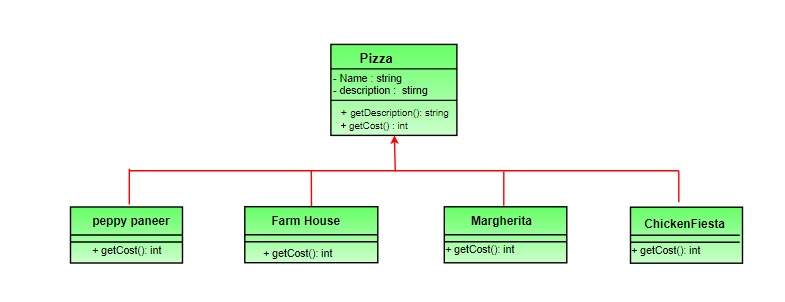 Pizza
- Name : string
- description : stirng
+ getDescription(): string
+ getCost() : int
peppy paneer
+ getCost(): int
Farm House
+ getCost(): int
Margherita
+ getCost(): int
ChickenFiesta
+ getCost(): int